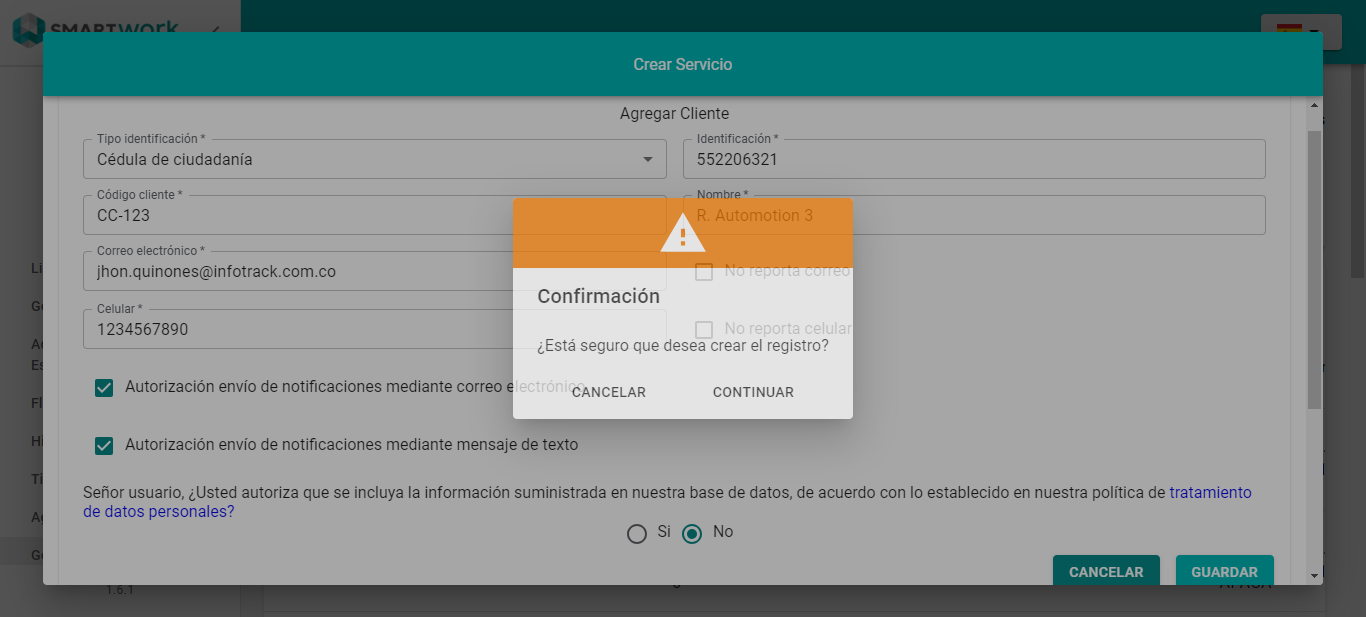 SMARTWork
Crear Servicio
Agregar Cliente
Tipo identificación *
Cédula de ciudadanía
Identificación *
552206321
Código cliente *
CC-123
Nombre *
R. Automotion 3
Correo electrónico *
jhon.quinones@infotrack.com.co
No reporta correo
Celular *
1234567890
No reporta celular
Confirmación
¿Está seguro que desea crear el registro?
CANCELAR
CONTINUAR
Autorización envío de notificaciones mediante correo electrónico
Autorización envío de notificaciones mediante mensaje de texto
Señor usuario, ¿Usted autoriza que se incluya la información suministrada en nuestra base de datos, de acuerdo con lo establecido en nuestra política de tratamiento
de datos personales?
Si
No
CANCELAR
GUARDAR
1.6.1